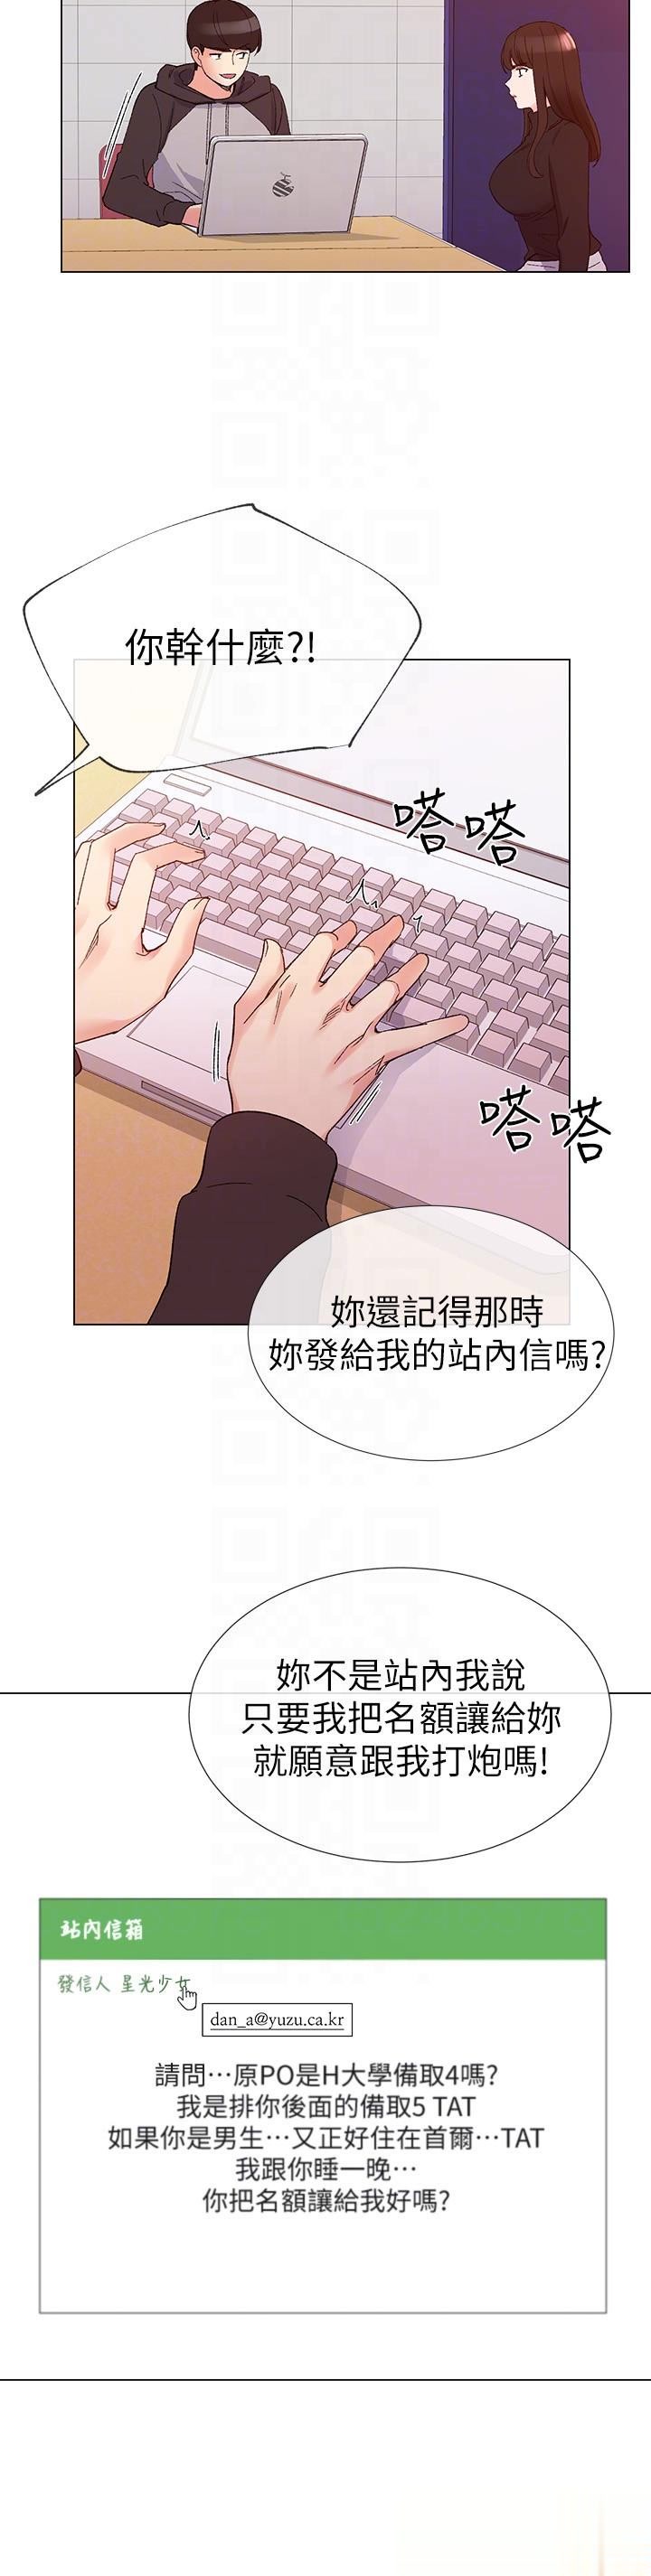 你幹什麼?!
嗒嗒
嗒嗒
妳還記得那時
妳發給我的站內信嗎?
妳不是站內我說
只要我把名額讓給妳
就願意跟我打炮嗎!
站內信箱
發信人 星光少女
dan_a@yuzu.ca.kr
請問…原PO是H大學備取4嗎?
我是排你後面的備取5 TAT
如果你是男生…又正好住在首爾…TAT
我跟你睡一晚…
你把名額讓給我好嗎?